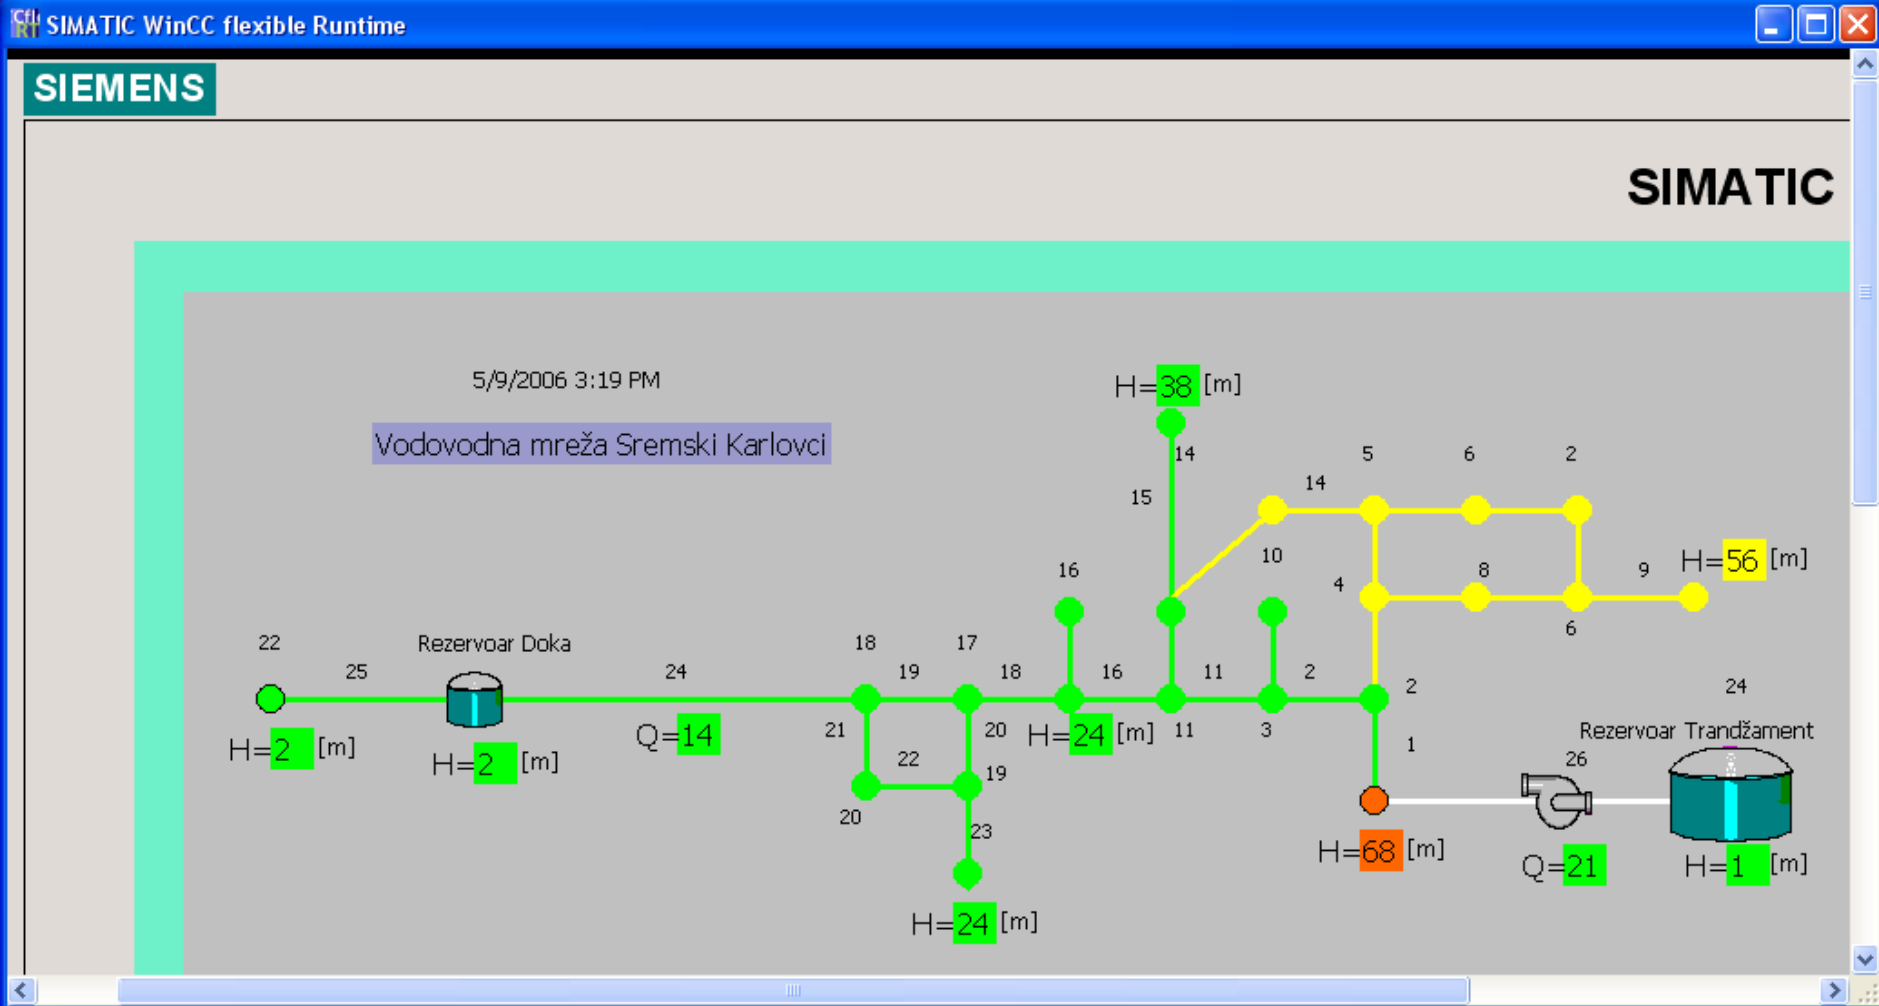 SIMATIC WinCC flexible Runtime
SIEMENS
SIMATIC
5/9/2006 3:19 PM
H=38 [m]
Vodovodna mreža Sremski Karlovci
14
5
6
2
14
15
10
H=56 [m]
16
4
8
9
6
22
Rezervoar Doka
18
17
25
24
19
18
16
11
2
2
24
H=2 [m]
H=2 [m]
Q=14
21
20
H=24 [m]
11
3
1
Rezervoar Trandžament
22
19
26
20
23
H=68 [m]
Q=21
H=1 [m]
H=24 [m]